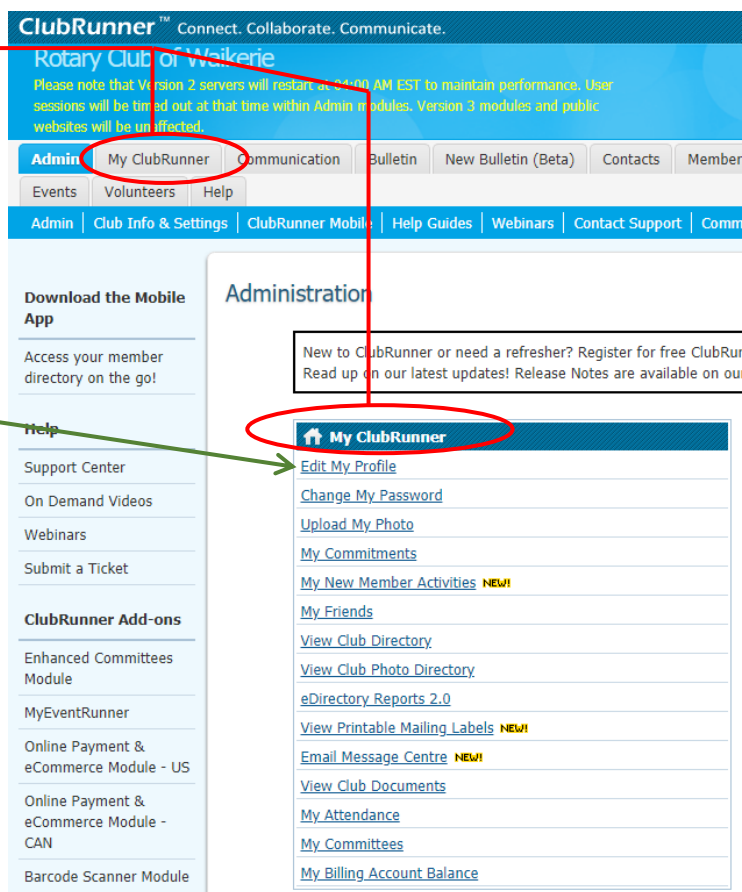 ClubRunner™ Connect. Collaborate. Communicate.
Rotary Club of Waikerie
Please note that Version 2 servers will restart at 04:00 AM EST to maintain performance. User
sessions will be timed out at that time within Admin modules. Version 3 modules and public
websites will be unaffected.
Admin My ClubRunner Communication Bulletin New Bulletin (Beta) Contacts Member
Events Volunteers Help
Admin | Club Info & Settings | ClubRunner Mobile | Help Guides | Webinars | Contact Support | Comm
Download the Mobile
App
Access your member
directory on the go!
Help
Support Center
On Demand Videos
Webinars
Submit a Ticket
ClubRunner Add-ons
Enhanced Committees
Module
MyEventRunner
Online Payment &
eCommerce Module - US
Online Payment &
eCommerce Module -
CAN
Barcode Scanner Module
Administration
New to ClubRunner or need a refresher? Register for free ClubRu
Read up on our latest updates! Release Notes are available on ou
My ClubRunner
Edit My Profile
Change My Password
Upload My Photo
My Commitments
My New Member Activities NEW!
My Friends
View Club Directory
View Club Photo Directory
eDirectory Reports 2.0
View Printable Mailing Labels NEW!
Email Message Centre NEW!
View Club Documents
My Attendance
My Committees
My Billing Account Balance